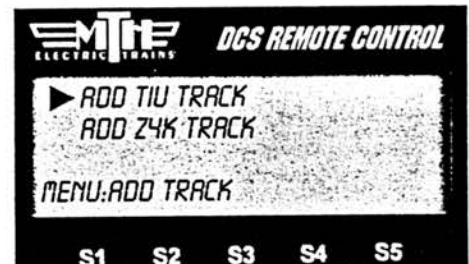 MTH
ELECTRIC TRAINS
DCS REMOTE CONTROL
ADD TIU TRACK
ADD Z4K TRACK
MENU:ADD TRACK
S1 S2 S3 S4 S5